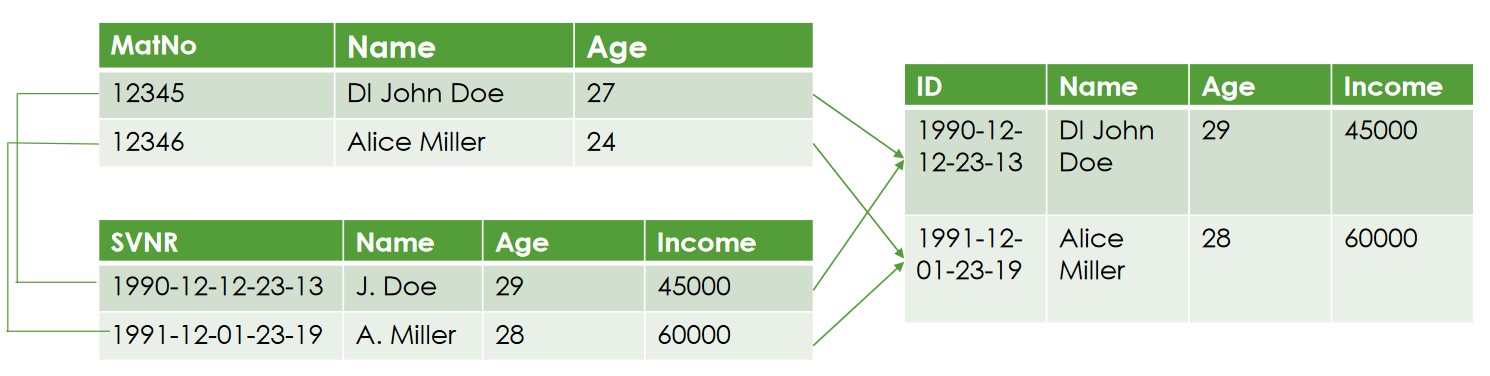 MatNo Name Age
12345 DI John Doe 27
12346 Alice Miller 24
SVNR Name Age Income
1990-12-12-23-13 J. Doe 29 45000
1991-12-01-23-19 A. Miller 28 60000
ID Name Age Income
1990-12- DI John 29 45000
12-23-13 Doe
1991-12- Alice 28 60000
01-23-19 Miller